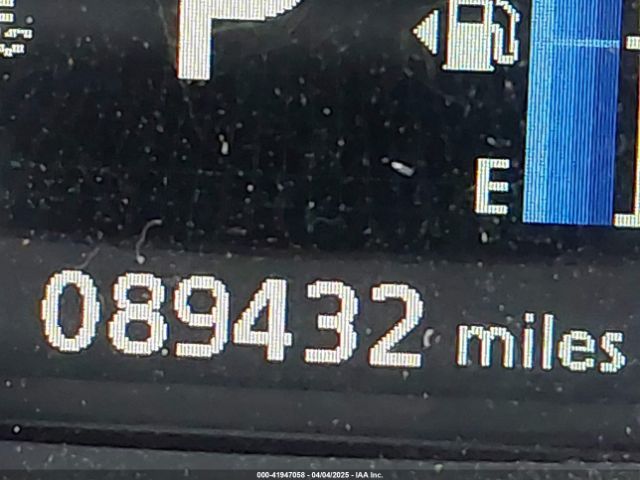 P
E
089432 miles
000-41947058 - 04/04/2025 - IAA Inc.